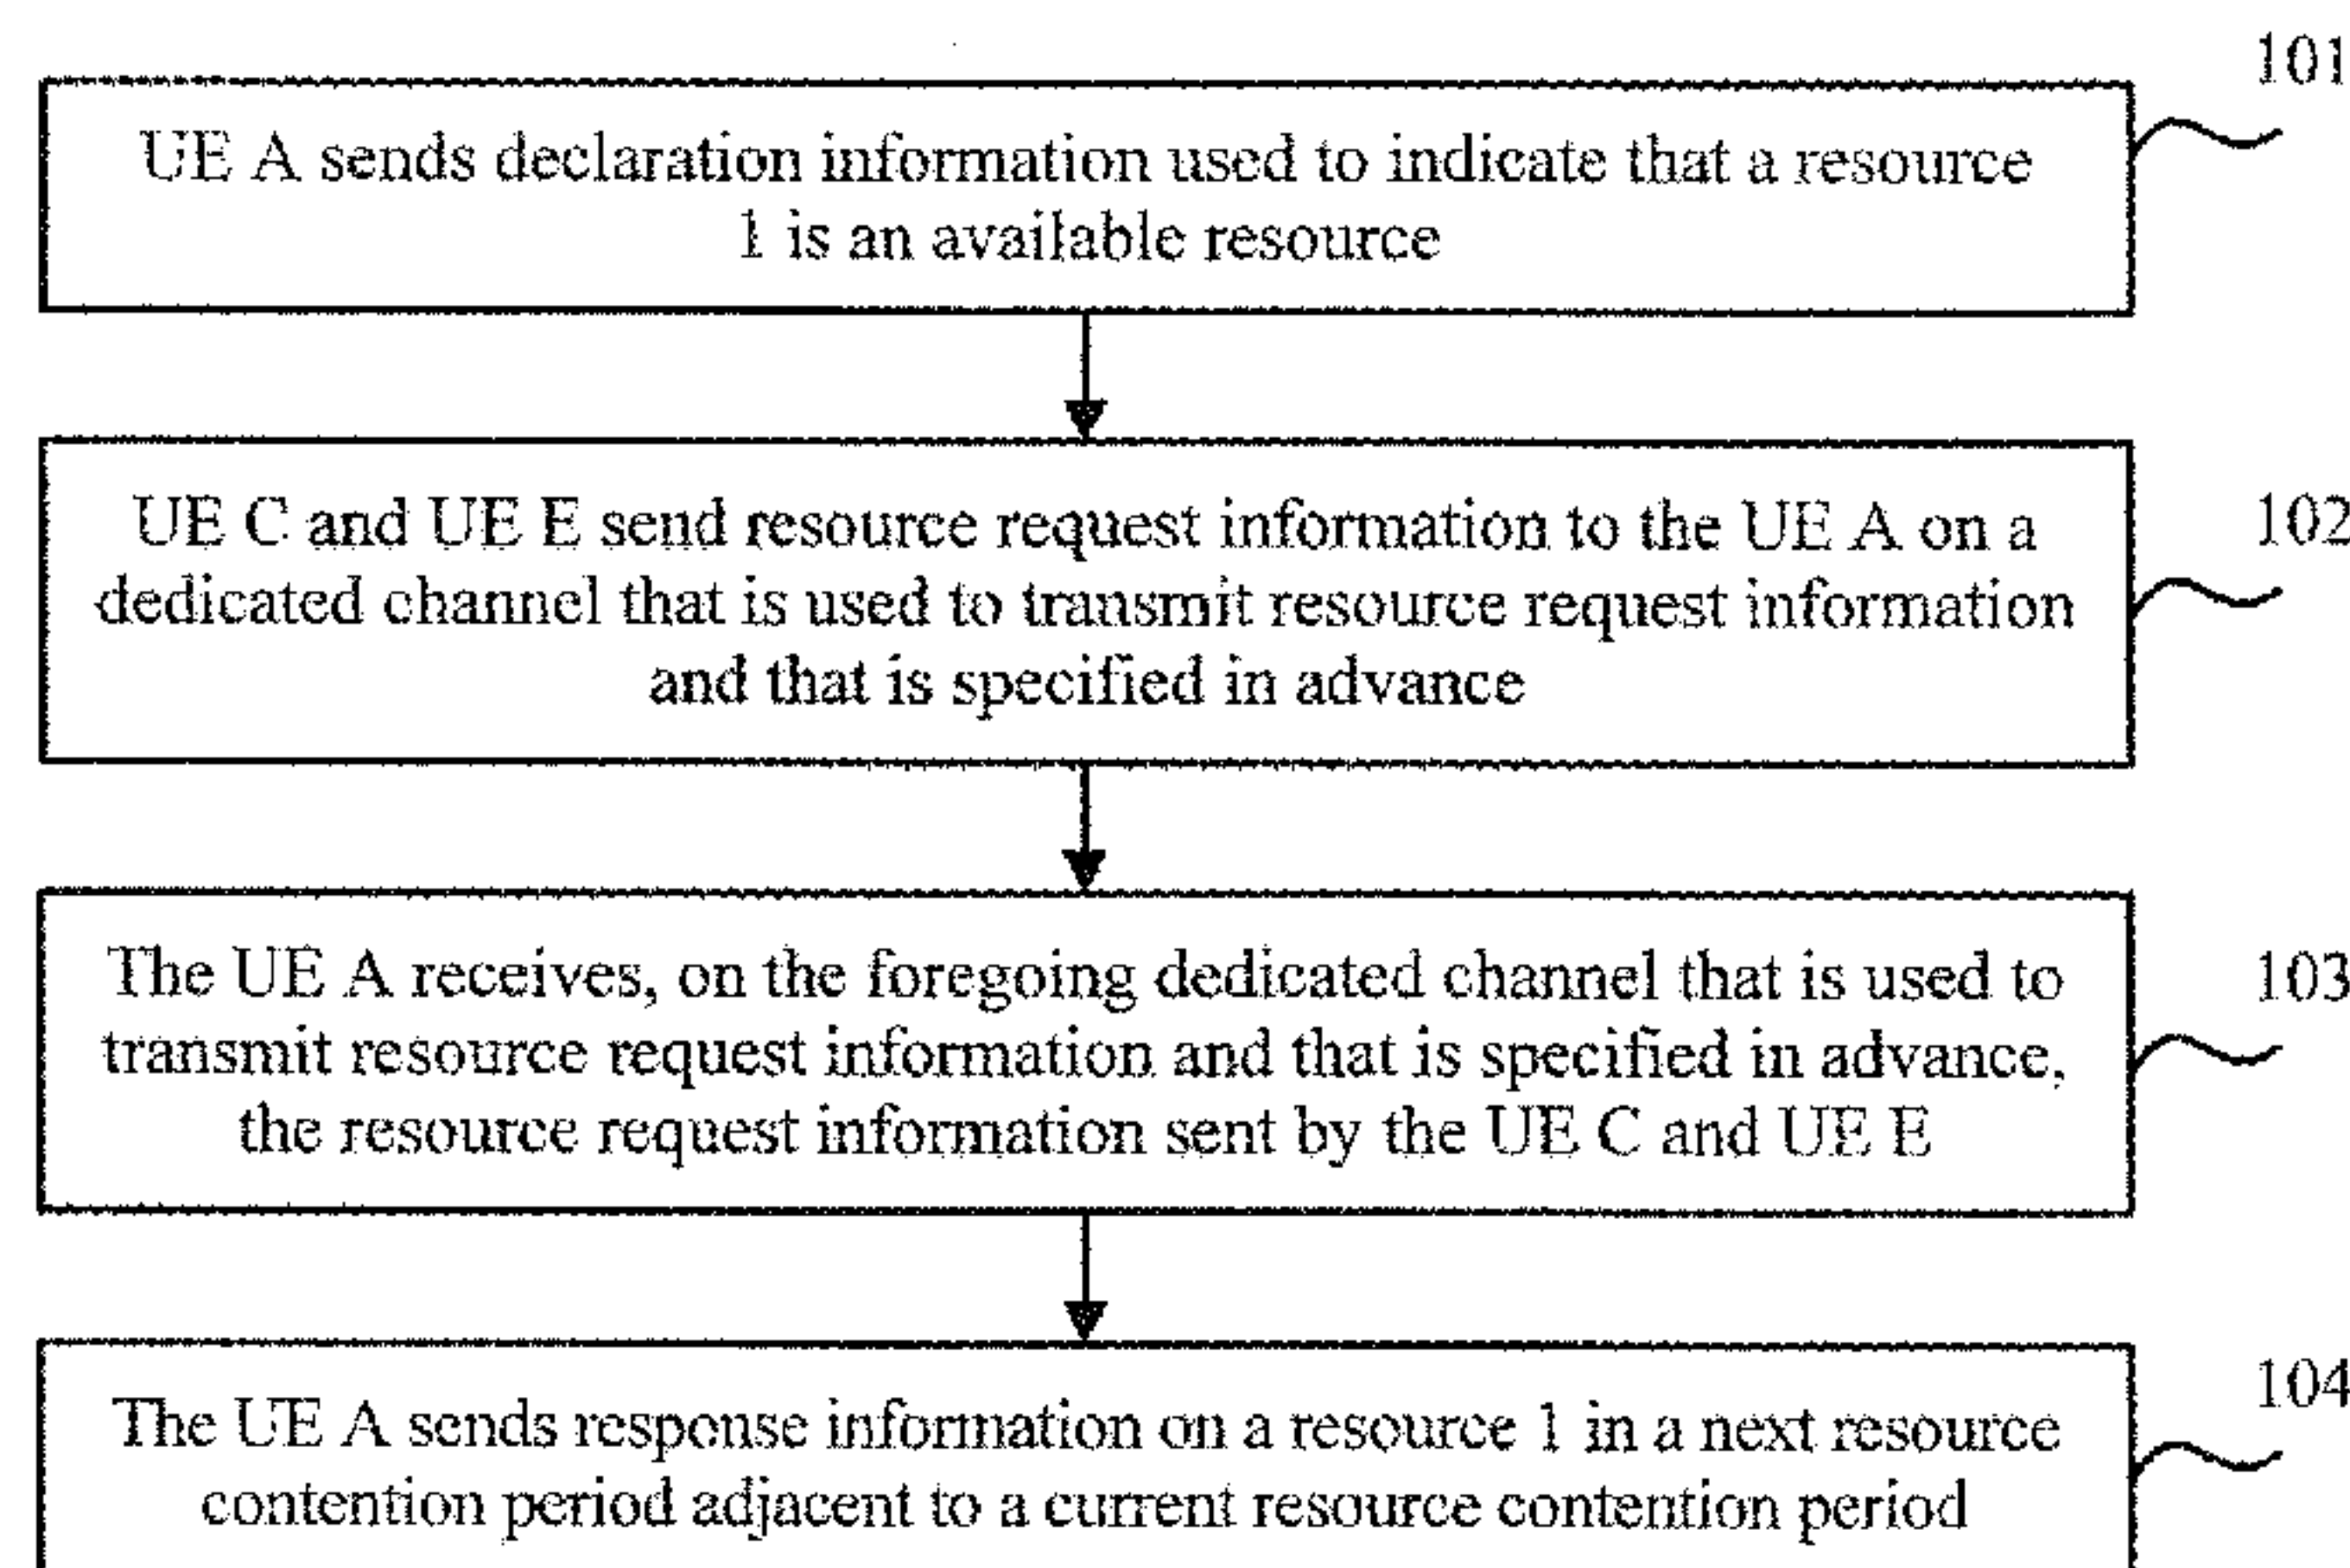 101
UE A sends declaration information used to indicate that a resource
1 is an available resource
102
UE C and UE E send resource request information to the UE A on a
dedicated channel that is used to transmit resource request information
and that is specified in advance
103
The UE A receives, on the foregoing dedicated channel that is used to
transmit resource request information and that is specified in advance,
the resource request information sent by the UE C and UE E
104
The UE A sends response information on a resource 1 in a next resource
contention period adjacent to a current resource contention period